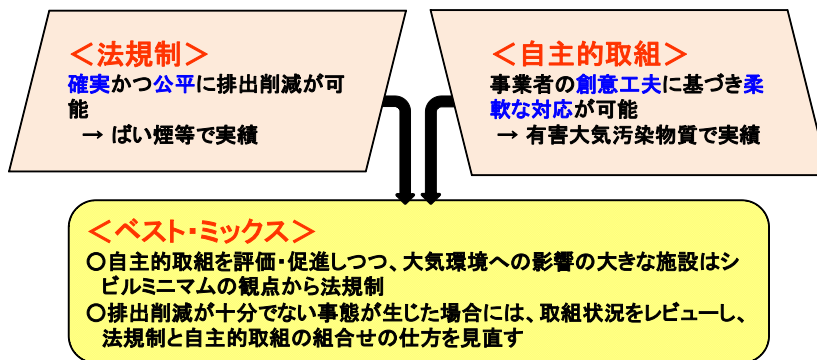 ＜法規制＞
確実かつ公平に排出削減が可
能
→ ばい煙等で実績
＜自主的取組＞
事業者の創意工夫に基づき柔
軟な対応が可能
→ 有害大気汚染物質で実績
＜ベスト・ミックス＞
○自主的取組を評価・促進しつつ、大気環境への影響の大きな施設はシ
ビルミニマムの観点から法規制
○排出削減が十分でない事態が生じた場合には、取組状況をレビューし、
法規制と自主的取組の組合せの仕方を見直す